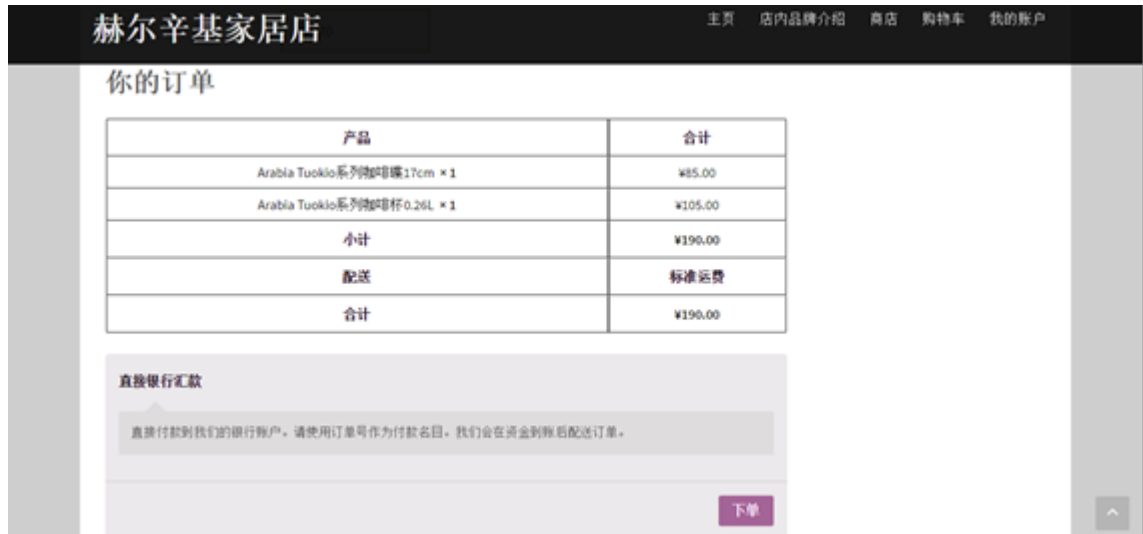 赫尔辛基家居店
主页 店内品牌介绍 商店 购物车 我的账户
你的订单
产品 合计
Arabia Tuokio系列咖啡碟17cm × 1 ¥85.00
Arabia Tuokio系列咖啡杯0.26L × 1 ¥105.00
小计 ¥190.00
配送 标准运费
合计 ¥190.00
直接银行汇款
直接付款到我们的银行账户。请使用订单号作为付款名目。我们会在资金到账后配送订单。
下单